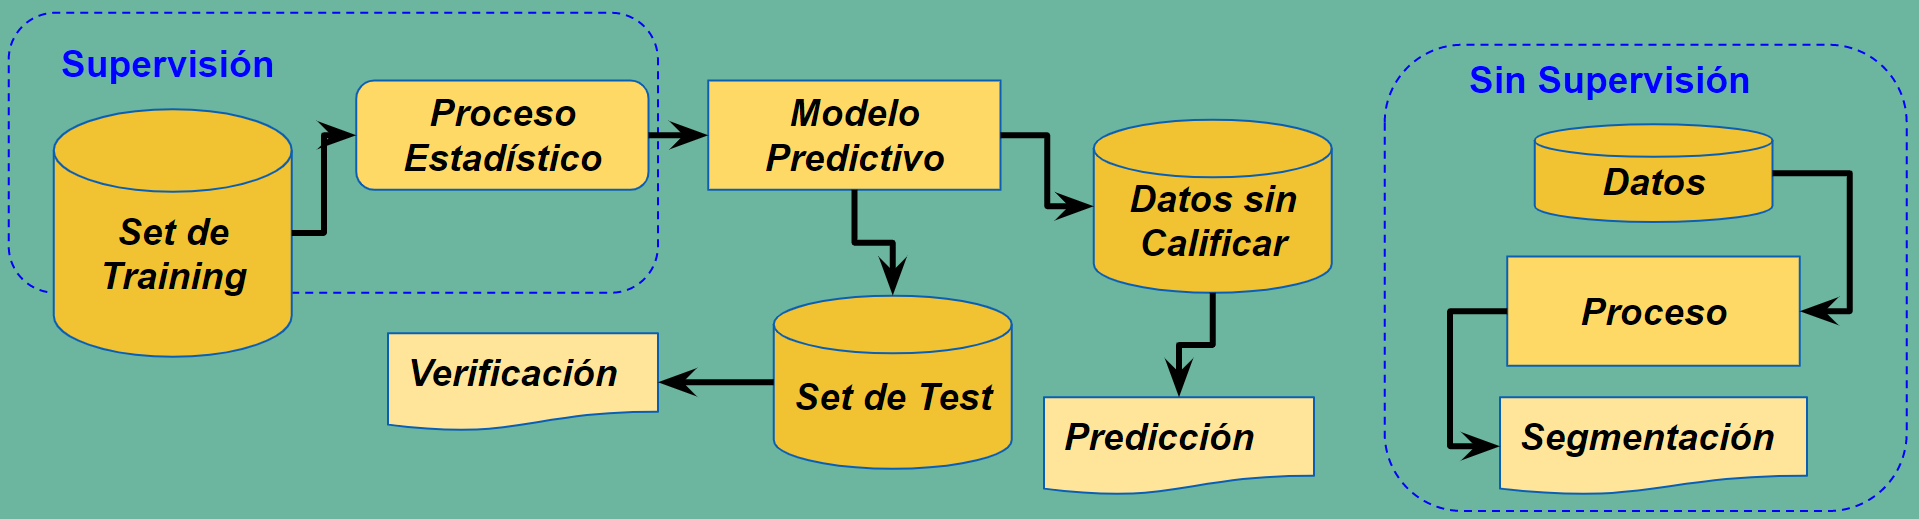 Supervisión
Set de
Training
Proceso
Estadístico
Modelo
Predictivo
Datos sin
Calificar
Verificación
Set de Test
Predicción
Sin Supervisión
Datos
Proceso
Segmentación